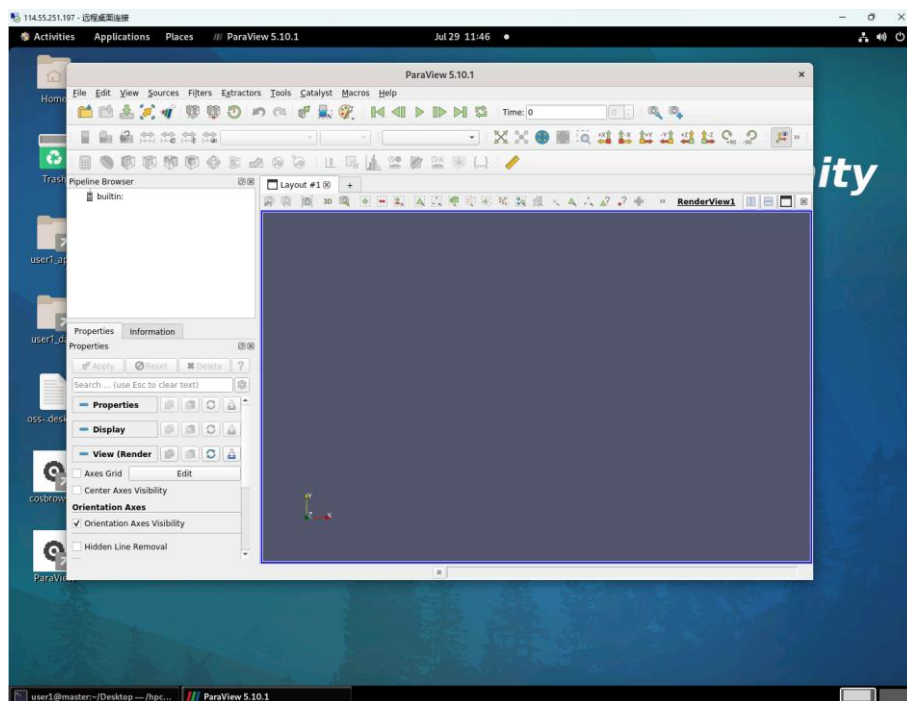 114.55.251.197 - 远程桌面连接
Activities Applications Places ParaView 5.10.1 Jul 29 11:46
ParaView 5.10.1
Home
File Edit View Sources Filters Extractors Tools Catalyst Macros Help
Time: 0
0
Trash
ity
Pipeline Browser
Layout #1
+
builtin:
3D
RenderView1
user1_ap
user1_da
Properties Information
Properties
Apply Reset Delete ?
Search ... (use Esc to clear text)
Properties
oss-.desk
Display
View (Render
Axes Grid Edit
Center Axes Visibility
cosbrow
Orientation Axes
Orientation Axes Visibility
Hidden Line Removal
ParaVie
user1@master:~/Desktop — /hpc... ParaView 5.10.1